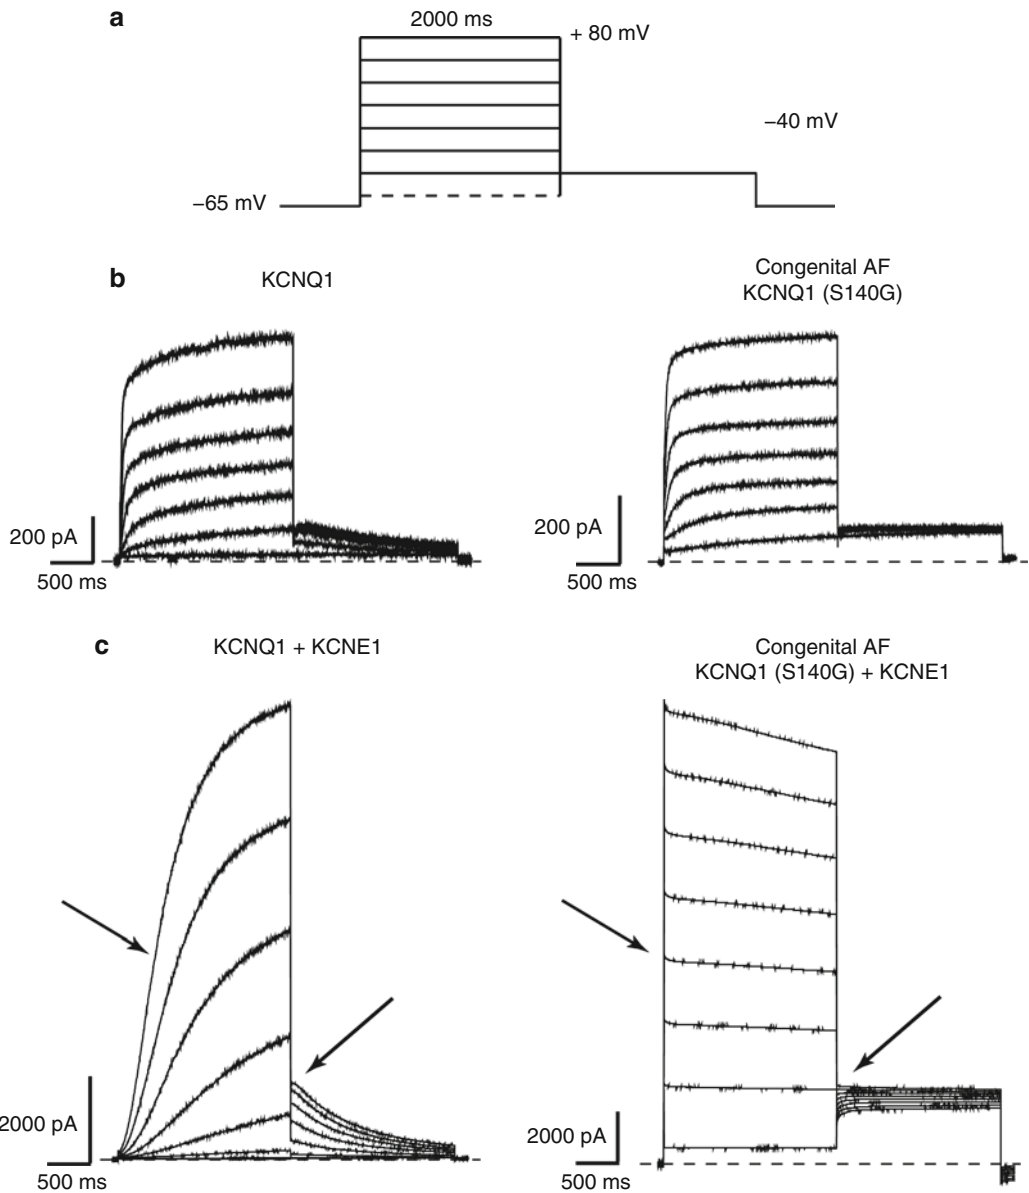 a
2000 ms
+ 80 mV
−40 mV
−65 mV
b
KCNQ1
Congenital AF
KCNQ1 (S140G)
200 pA
500 ms
200 pA
500 ms
c
KCNQ1 + KCNE1
Congenital AF
KCNQ1 (S140G) + KCNE1
2000 pA
500 ms
2000 pA
500 ms